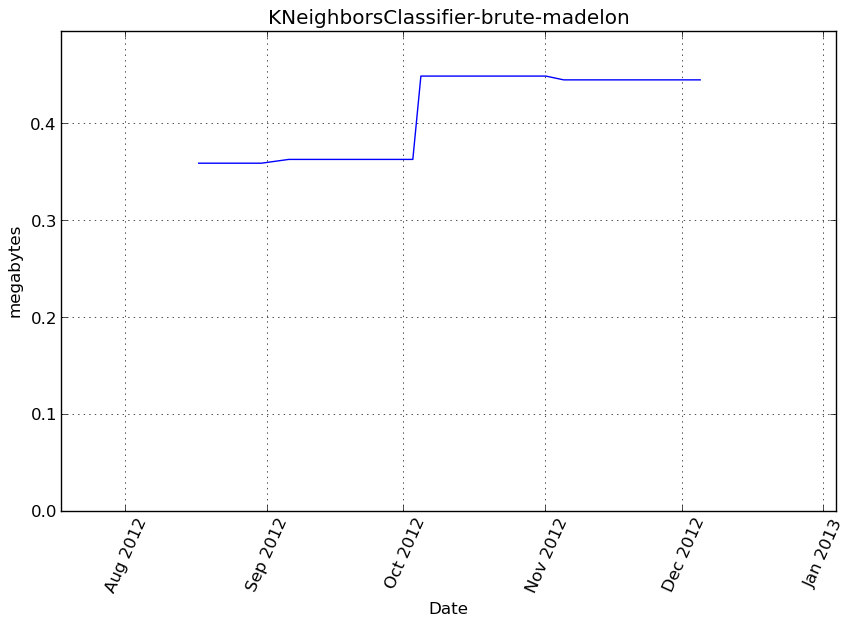 KNeighborsClassifier-brute-madelon
megabytes
0.4
0.3
0.2
0.1
0.0
Aug 2012
Sep 2012
Oct 2012
Nov 2012
Dec 2012
Jan 2013
Date